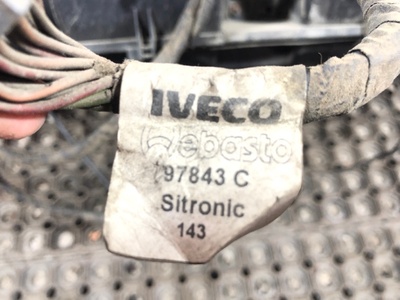 IVECO
Webasto
97843 C
Sitronic
143